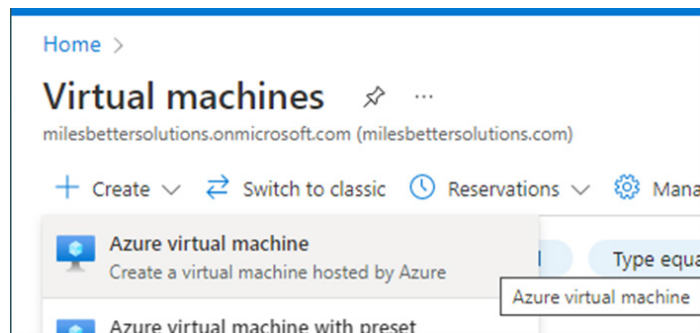 Home >
Virtual machines ...
milesbettersolutions.onmicrosoft.com (milesbettersolutions.com)
+ Create Switch to classic Reservations
Azure virtual machine
Create a virtual machine hosted by Azure
Type
Azure virtual machine
Azure virtual machine with preset